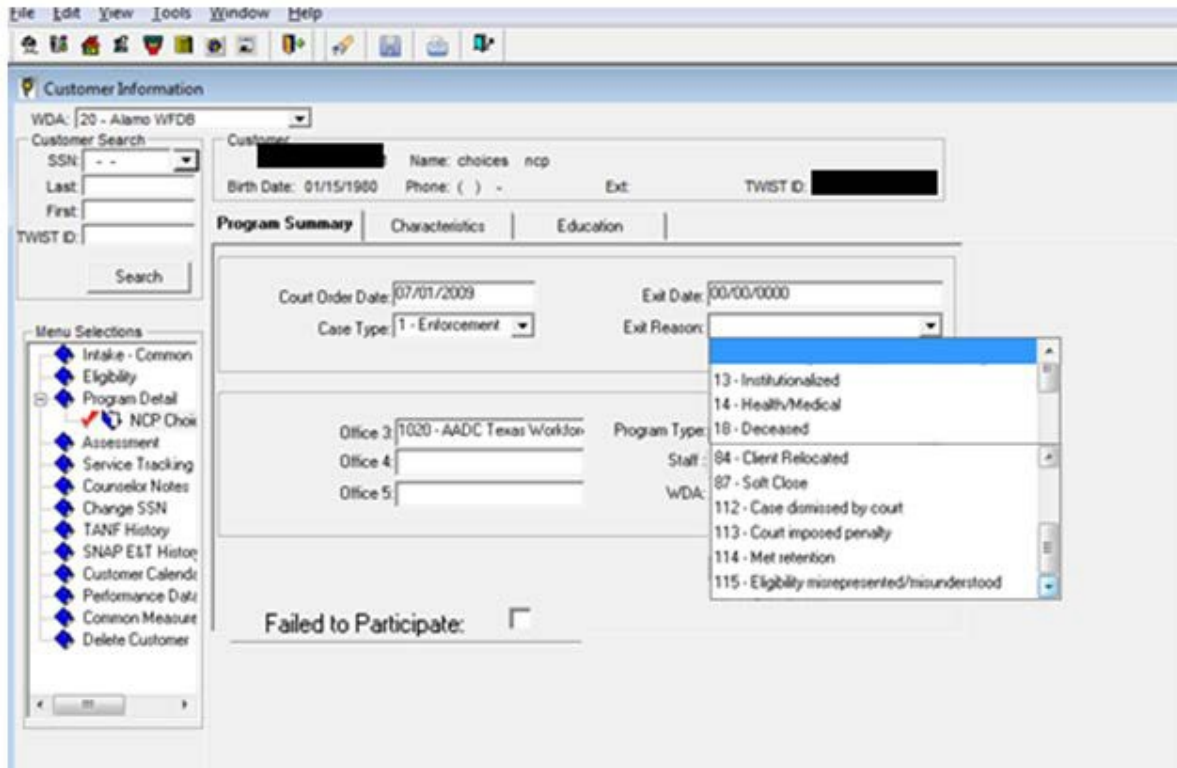 File Edit View Tools Window Help
Customer Information
WDA: 20 - Alamo WFDB
Customer Search
SSN: - -
Last:
First:
TWIST ID:
Search
Customer
Name: choices ncp
Birth Date: 01/15/1980 Phone: ( ) - Ext: TWIST ID:
Program Summary Characteristics Education
Court Order Date: 07/01/2009 Exit Date: 00/00/0000
Case Type: 1 - Enforcement Exit Reason:
13 - Institutionalized
14 - Health/Medical
18 - Deceased
84 - Client Relocated
87 - Soft Close
112 - Case dismissed by court
113 - Court imposed penalty
114 - Met retention
115 - Eligibility misrepresented/misunderstood
Office 3: 1020 - AADC Texas Workfor Program Type:
Office 4: Staff :
Office 5: WDA:
Failed to Participate:
Menu Selections
Intake - Common
Eligibility
Program Detail
NCP Choi
Assessment
Service Tracking
Counselor Notes
Change SSN
TANF History
SNAP E&T Histor
Customer Calenda
Performance Data
Common Measure
Delete Customer